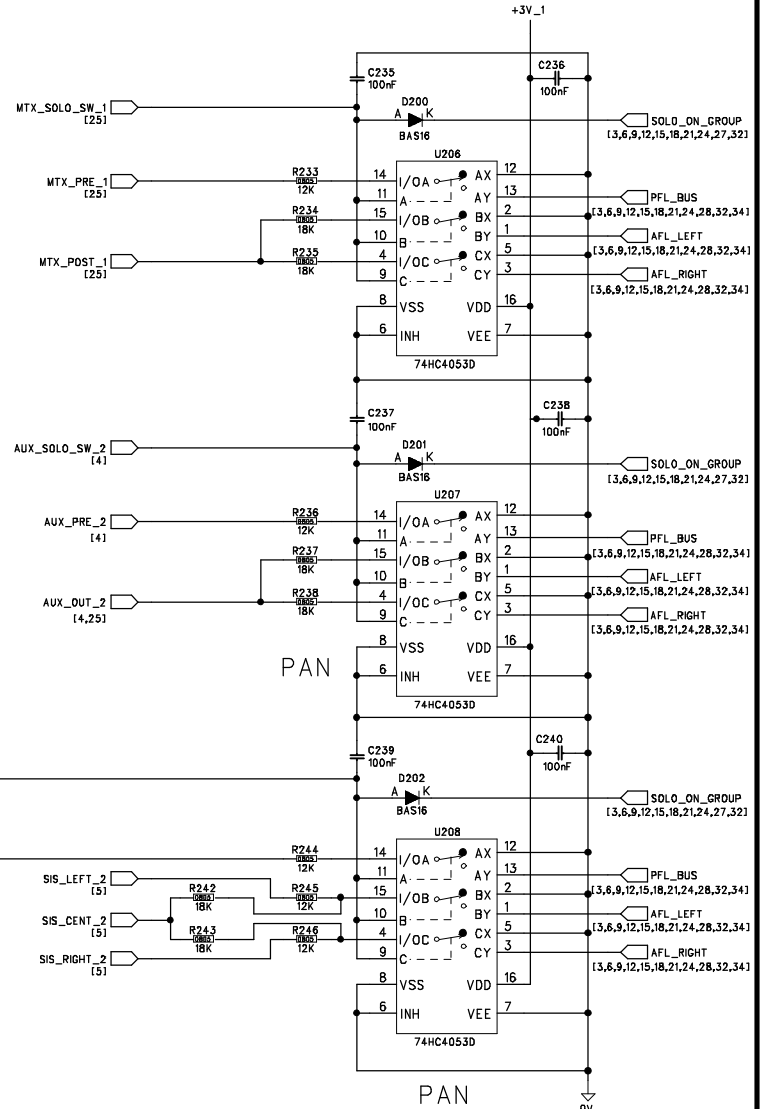 +3V_1
C235
100nF
C236
100nF
MTX_SOLO_SW_1
[25]
D200
A K
BAS16
SOLO_ON_GROUP
[3,6,9,12,15,18,21,24,27,32]
U206
MTX_PRE_1
[25]
R233
0805
12K
14 I/OA AX 12
11 A AY 13
PFL_BUS
[3,6,9,12,15,18,21,24,28,32,34]
R234
0805
18K
15 I/OB BX 2
10 B BY 1
AFL_LEFT
[3,6,9,12,15,18,21,24,28,32,34]
MTX_POST_1
[25]
R235
0805
18K
4 I/OC CX 5
9 C CY 3
AFL_RIGHT
[3,6,9,12,15,18,21,24,28,32,34]
8 VSS VDD 16
6 INH VEE 7
74HC4053D
C237
100nF
C238
100nF
AUX_SOLO_SW_2
[4]
D201
A K
BAS16
SOLO_ON_GROUP
[3,6,9,12,15,18,21,24,27,32]
U207
AUX_PRE_2
[4]
R236
0805
12K
14 I/OA AX 12
11 A AY 13
PFL_BUS
[3,6,9,12,15,18,21,24,28,32,34]
R237
0805
18K
15 I/OB BX 2
10 B BY 1
AFL_LEFT
[3,6,9,12,15,18,21,24,28,32,34]
AUX_OUT_2
[4,25]
R238
0805
18K
4 I/OC CX 5
9 C CY 3
AFL_RIGHT
[3,6,9,12,15,18,21,24,28,32,34]
8 VSS VDD 16
PAN
6 INH VEE 7
74HC4053D
C239
100nF
C240
100nF
D202
A K
BAS16
SOLO_ON_GROUP
[3,6,9,12,15,18,21,24,27,32]
U208
R244
0805
12K
14 I/OA AX 12
11 A AY 13
PFL_BUS
[3,6,9,12,15,18,21,24,28,32,34]
SIS_LEFT_2
[5]
R242
0805
18K
R245
0805
12K
15 I/OB BX 2
10 B BY 1
AFL_LEFT
[3,6,9,12,15,18,21,24,28,32,34]
SIS_CENT_2
[5]
R243
0805
18K
R246
0805
12K
4 I/OC CX 5
9 C CY 3
AFL_RIGHT
[3,6,9,12,15,18,21,24,28,32,34]
SIS_RIGHT_2
[5]
8 VSS VDD 16
6 INH VEE 7
74HC4053D
PAN
0V